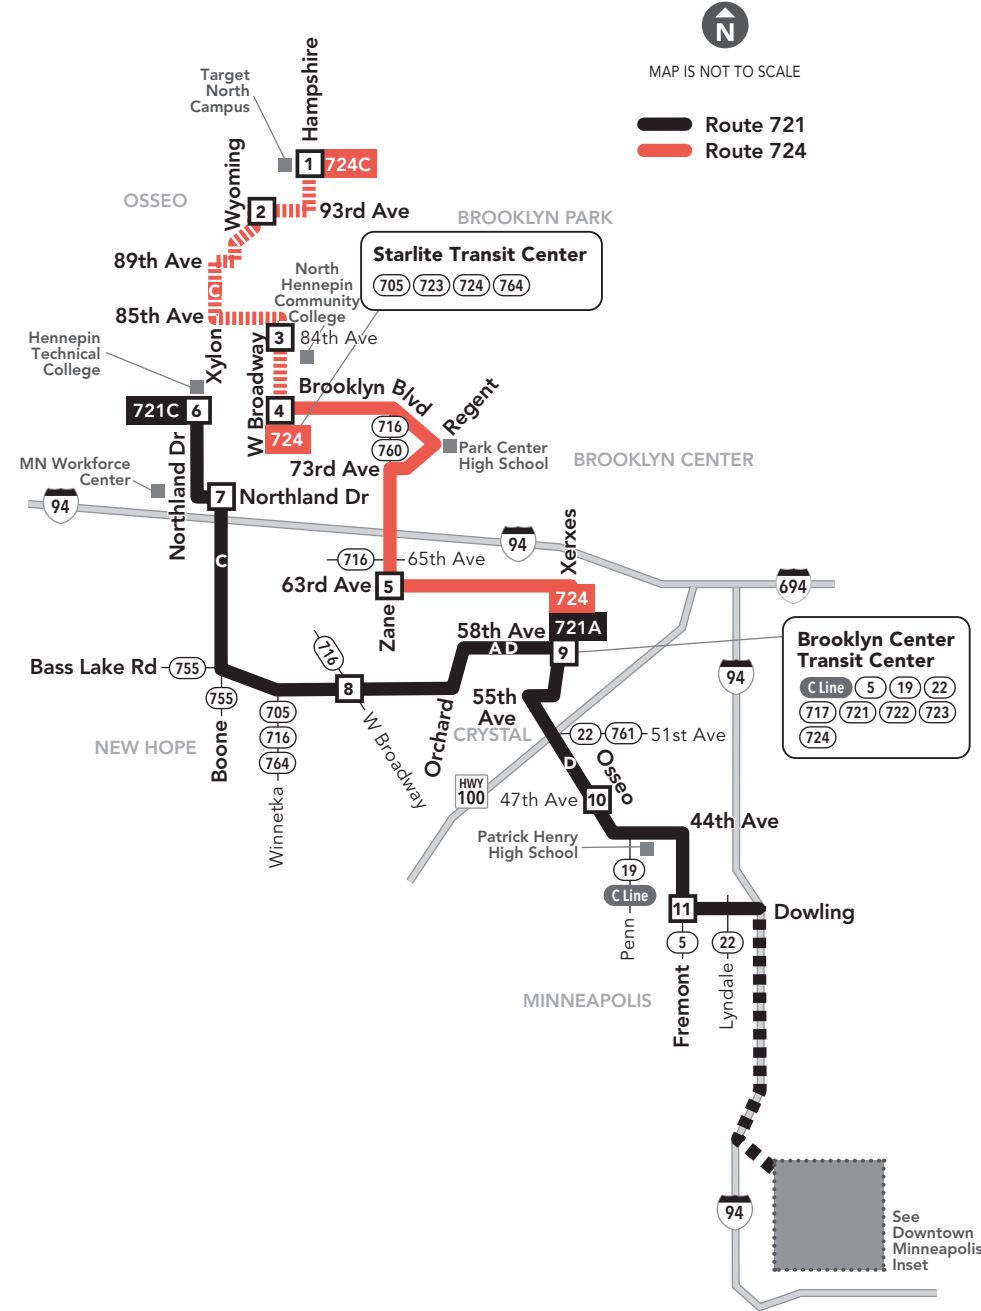 N
MAP IS NOT TO SCALE
Route 721
Route 724
Target
North
Campus
Hampshire
1
724C
Wyoming
2
93rd Ave
OSSEO
BROOKLYN PARK
Starlite Transit Center
705 723 724 764
89th Ave
C
North
Hennepin
Community
College
85th Ave
3
84th Ave
Hennepin
Technical
College
Xylon
W Broadway
721C
6
4
Brooklyn Blvd
Regent
724
716
760
Park Center
High School
73rd Ave
BROOKLYN CENTER
MN Workforce
Center
Northland Dr
7
Northland Dr
94
94
Xerxes
C
716
65th Ave
63rd Ave
5
724
694
Zane
58th Ave
721A
A D
9
Brooklyn Center
Transit Center
C Line 5 19 22
717 721 722 723
724
716
Bass Lake Rd
755
755
8
94
55th
Ave
705
716
764
Boone
NEW HOPE
W Broadway
Orchard
CRYSTAL
22
761
51st Ave
D
Osseo
HWY
100
47th Ave
10
Winnetka
44th Ave
Patrick Henry
High School
19
C Line
Penn
11
Dowling
5
22
Fremont
Lyndale
MINNEAPOLIS
94
See
Downtown
Minneapolis
Inset